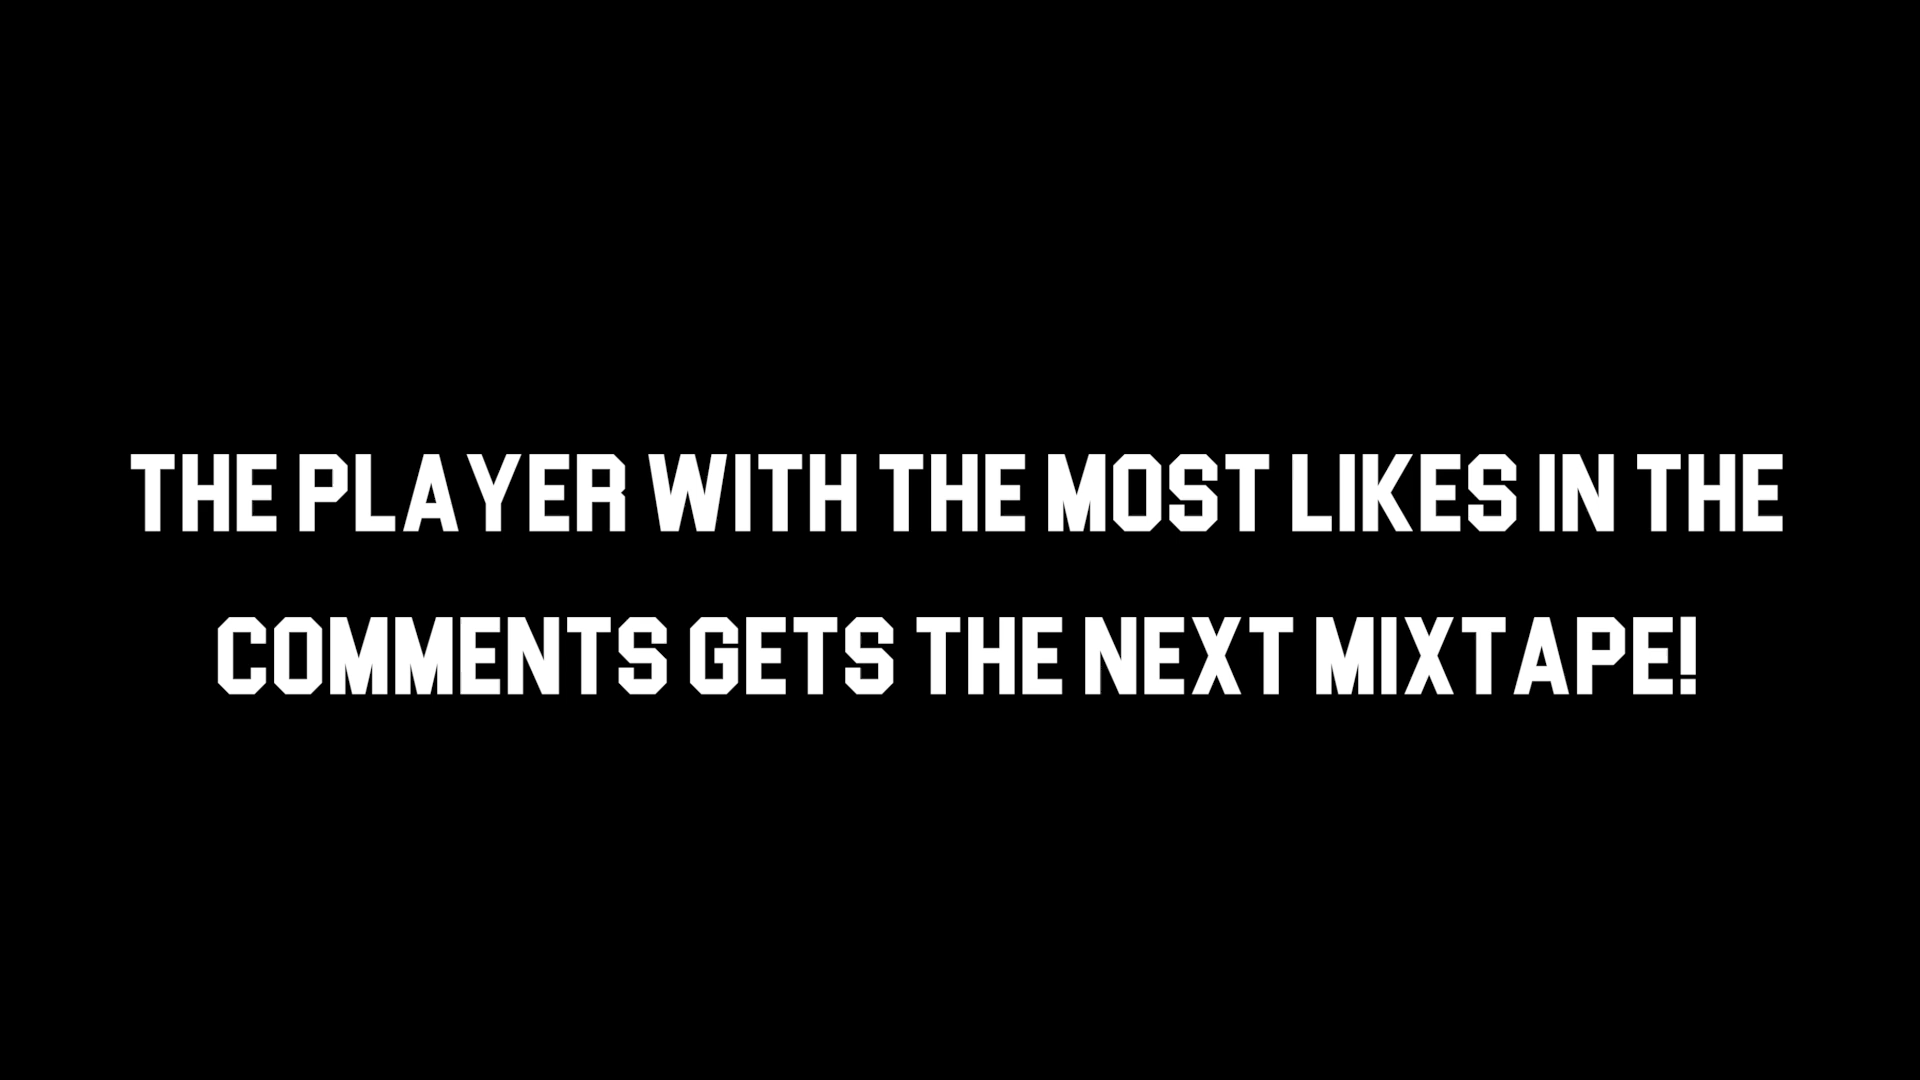 THE PLAYER WITH THE MOST LIKES IN THE
COMMENTS GETS THE NEXT MIXTAPE!